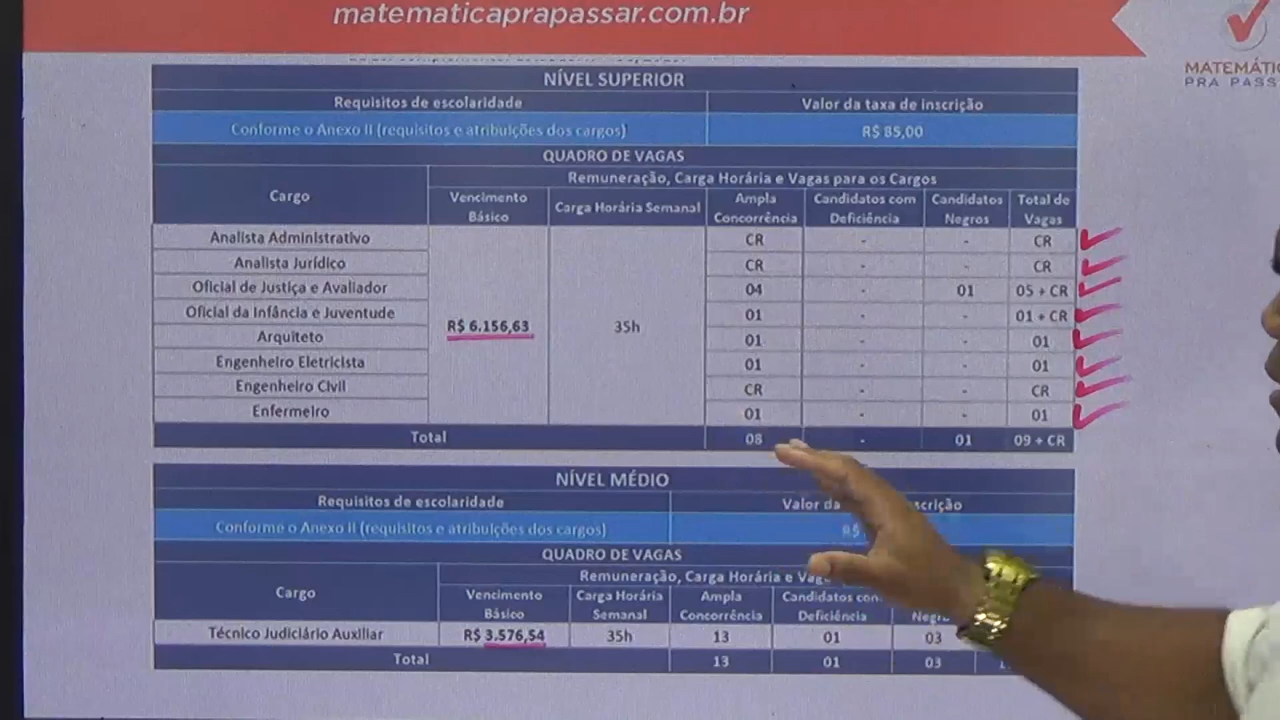 matematicaprapassar.com.br
MATEMÁTIC
PRA PASS
NÍVEL SUPERIOR
Requisitos de escolaridade Valor da taxa de inscrição
Conforme o Anexo II (requisitos e atribuições dos cargos) R$ 85,00
QUADRO DE VAGAS
Cargo Remuneração, Carga Horária e Vagas para os Cargos
Vencimento Básico Carga Horária Semanal Ampla Concorrência Candidatos com Deficiência Candidatos Negros Total de Vagas
Analista Administrativo CR - - CR
Analista Jurídico CR - - CR
Oficial de Justiça e Avaliador 04 - 01 05 + CR
Oficial da Infância e Juventude 01 - - 01 + CR
R$ 6.156,63 35h
Arquiteto 01 - - 01
Engenheiro Eletricista 01 - - 01
Engenheiro Civil CR - - CR
Enfermeiro 01 - - 01
Total 08 - 01 09 + CR
NÍVEL MÉDIO
Requisitos de escolaridade Valor da scrição
Conforme o Anexo II (requisitos e atribuições dos cargos) R$
QUADRO DE VAGAS
Cargo Remuneração, Carga Horária e Vag
Vencimento Básico Carga Horária Semanal Ampla Concorrência Candidatos con Deficiência Negro
Técnico Judiciário Auxiliar R$ 3.576,54 35h 13 01 03
Total 13 01 03